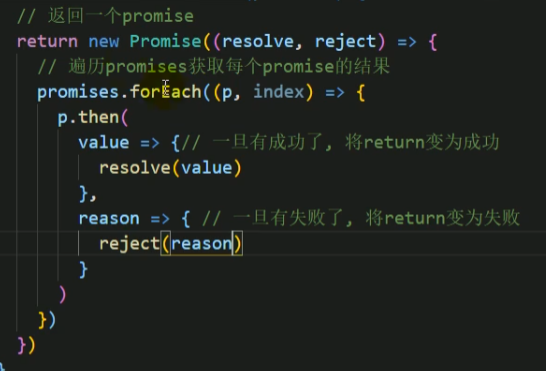 // 返回一个promise
return new Promise((resolve, reject) => {
// 遍历promises获取每个promise的结果
promises.forEach((p, index) => {
p.then(
value => {// 一旦有成功了, 将return变为成功
resolve(value)
},
reason => { // 一旦有失败了, 将return变为失败
reject(reason)
}
)
})
})